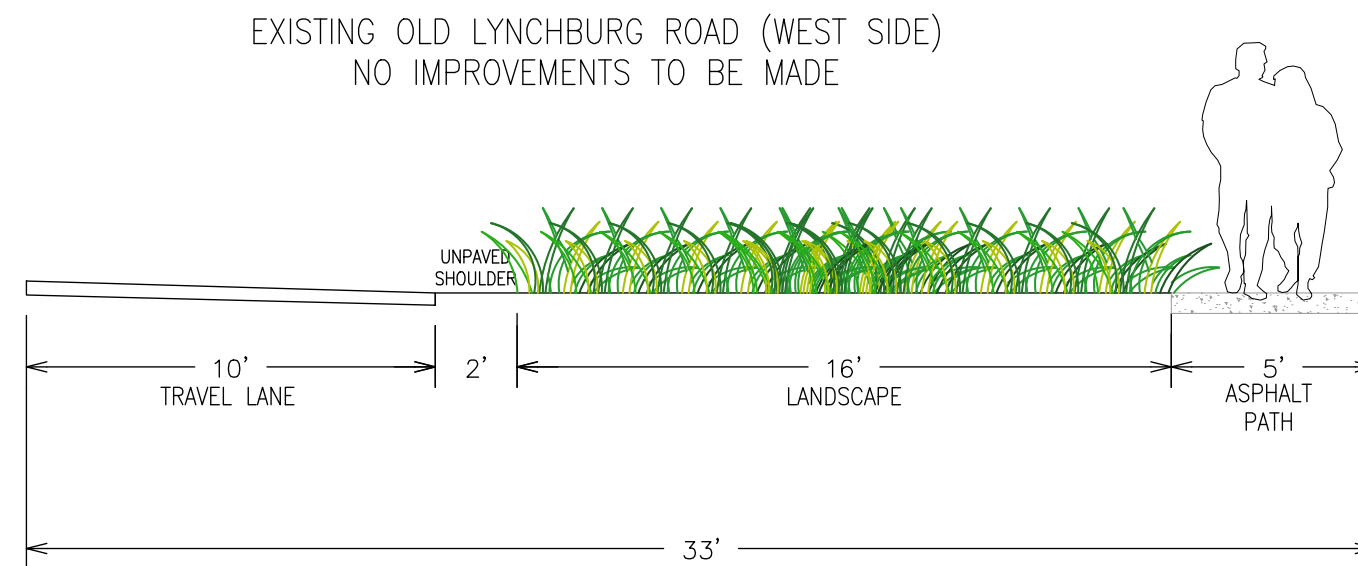 EXISTING OLD LYNCHBURG ROAD (WEST SIDE)
NO IMPROVEMENTS TO BE MADE
UNPAVED
SHOULDER
10'
TRAVEL LANE
2'
16'
LANDSCAPE
5'
ASPHALT
PATH
33'